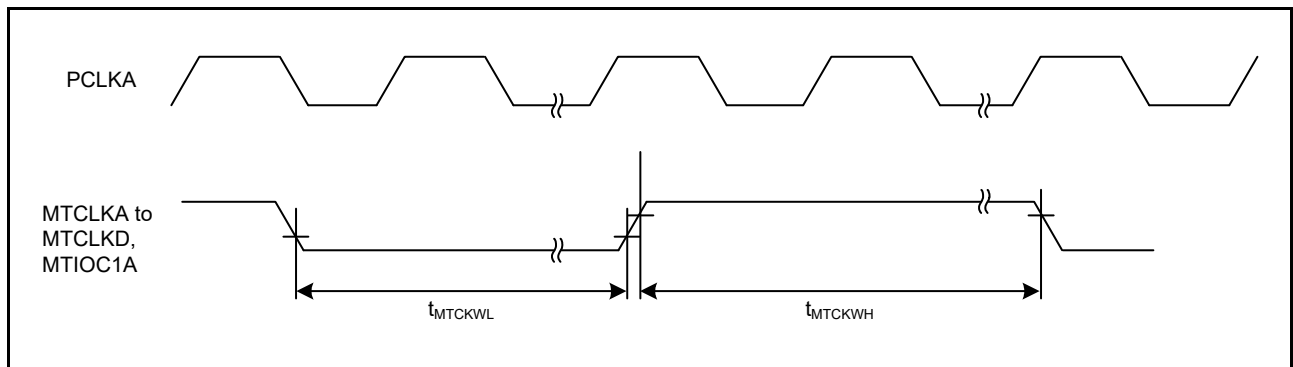 PCLKA
MTCLKA to
MTCLKD,
MTIOC1A
tMTCKWL
tMTCKWH